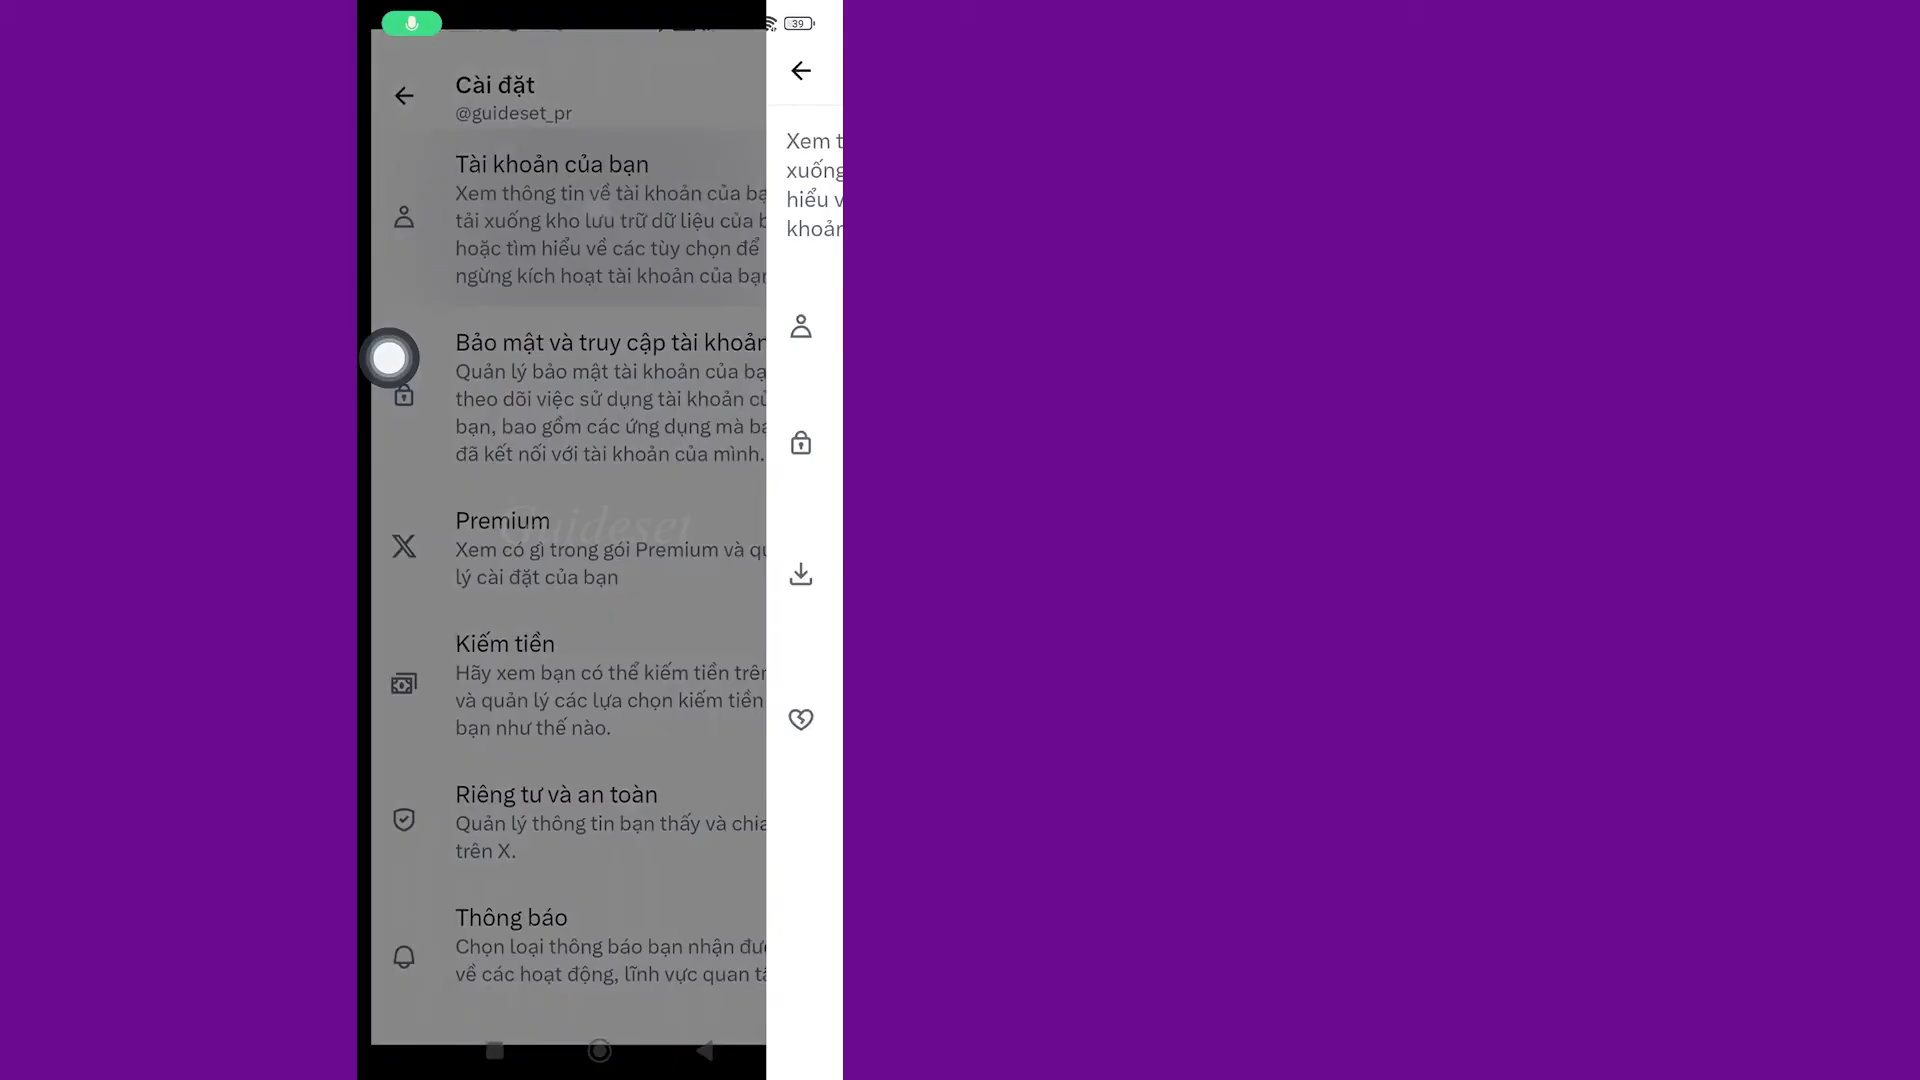 39
Cài đặt
@guideset_pr
Tài khoản của bạn
Xem thông tin về tài khoản của bạ
tải xuống kho lưu trữ dữ liệu của b
hoặc tìm hiểu về các tùy chọn để
ngừng kích hoạt tài khoản của bạn
Bảo mật và truy cập tài khoản
Quản lý bảo mật tài khoản của bạ
theo dõi việc sử dụng tài khoản củ
bạn, bao gồm các ứng dụng mà bạ
đã kết nối với tài khoản của mình.
Guideset
Premium
Xem có gì trong gói Premium và qu
lý cài đặt của bạn
Kiếm tiền
Hãy xem bạn có thể kiếm tiền trên
và quản lý các lựa chọn kiếm tiền
bạn như thế nào.
Riêng tư và an toàn
Quản lý thông tin bạn thấy và chia
trên X.
Thông báo
Chọn loại thông báo bạn nhận đư
về các hoạt động, lĩnh vực quan tâ
Xem t
xuống
hiểu v
khoản